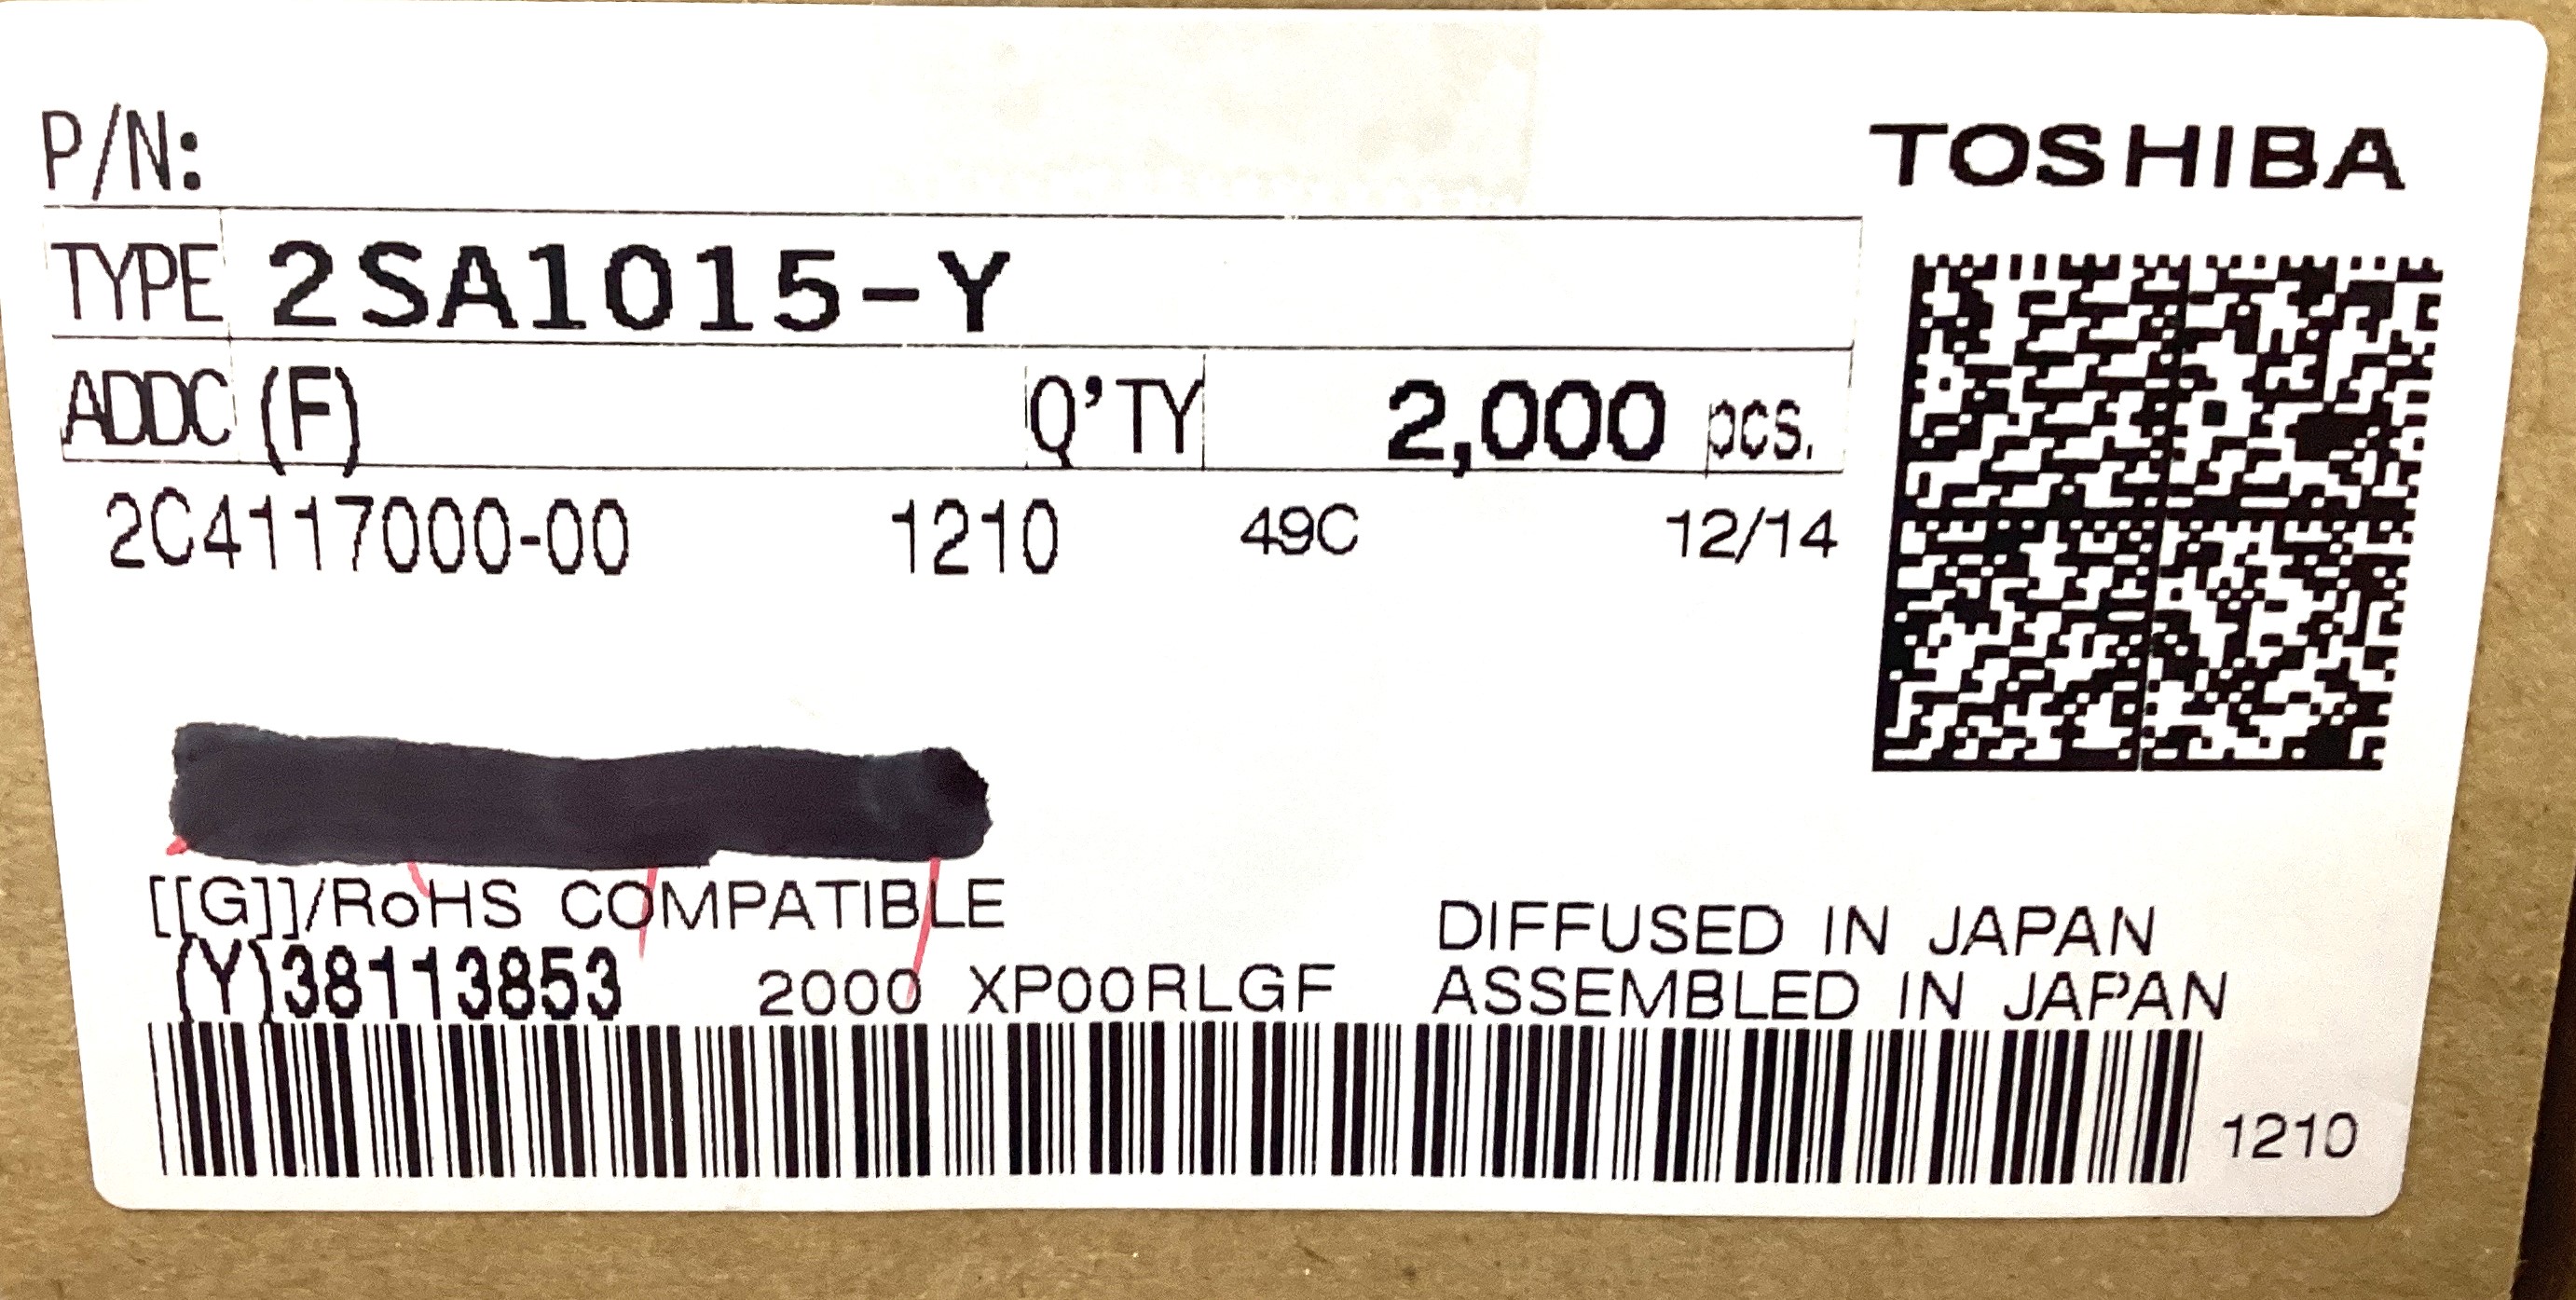 P/N:
TOSHIBA
TYPE 2SA1015-Y
ADDC (F) Q'TY 2,000 pcs.
2C4117000-00 1210 49C 12/14
[[G]]/RoHS COMPATIBLE
DIFFUSED IN JAPAN
(Y)38113853 2000 XP00RLGF
ASSEMBLED IN JAPAN
1210